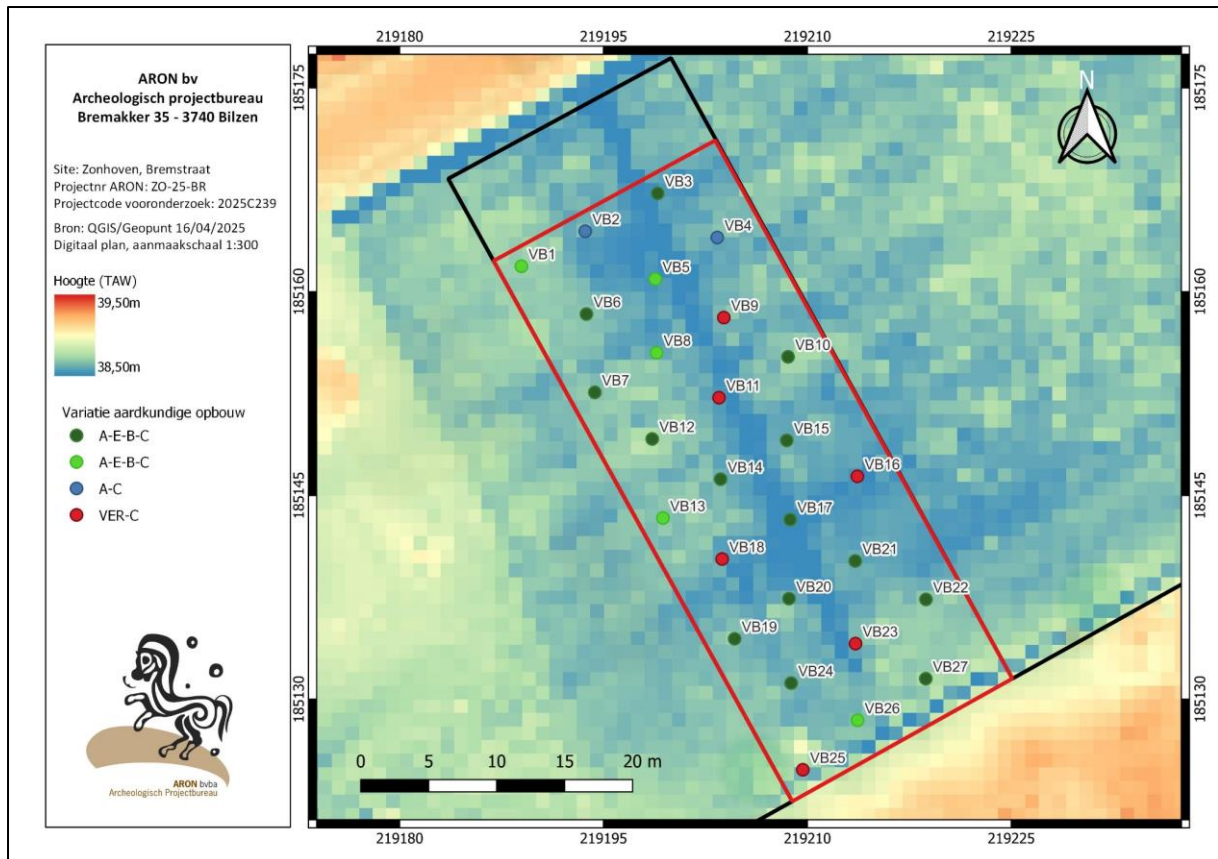 ARON bv
Archeologisch projectbureau
Bremakker 35 - 3740 Bilzen
Site: Zonhoven, Bremstraat
Projectnr ARON: ZO-25-BR
Projectcode vooronderzoek: 2025C239
Bron: QGIS/Geopunt 16/04/2025
Digitaal plan, aanmaakschaal 1:300
Hoogte (TAW)
39,50m
38,50m
Variatie aardkundige opbouw
A-E-B-C
A-E-B-C
A-C
VER-C
ARON bvba
Archeologisch Projectbureau
219180 219195 219210 219225
185175 185175
N
VB3
VB2 VB4
VB1
VB5
185160 185160
VB6 VB9
VB8 VB10
VB7 VB11
VB12 VB15
VB14 VB16
185145 185145
VB13 VB17
VB18 VB21
VB20 VB22
VB19 VB23
VB24 VB27
185130 185130
VB26
VB25
0 5 10 15 20 m
219180 219195 219210 219225